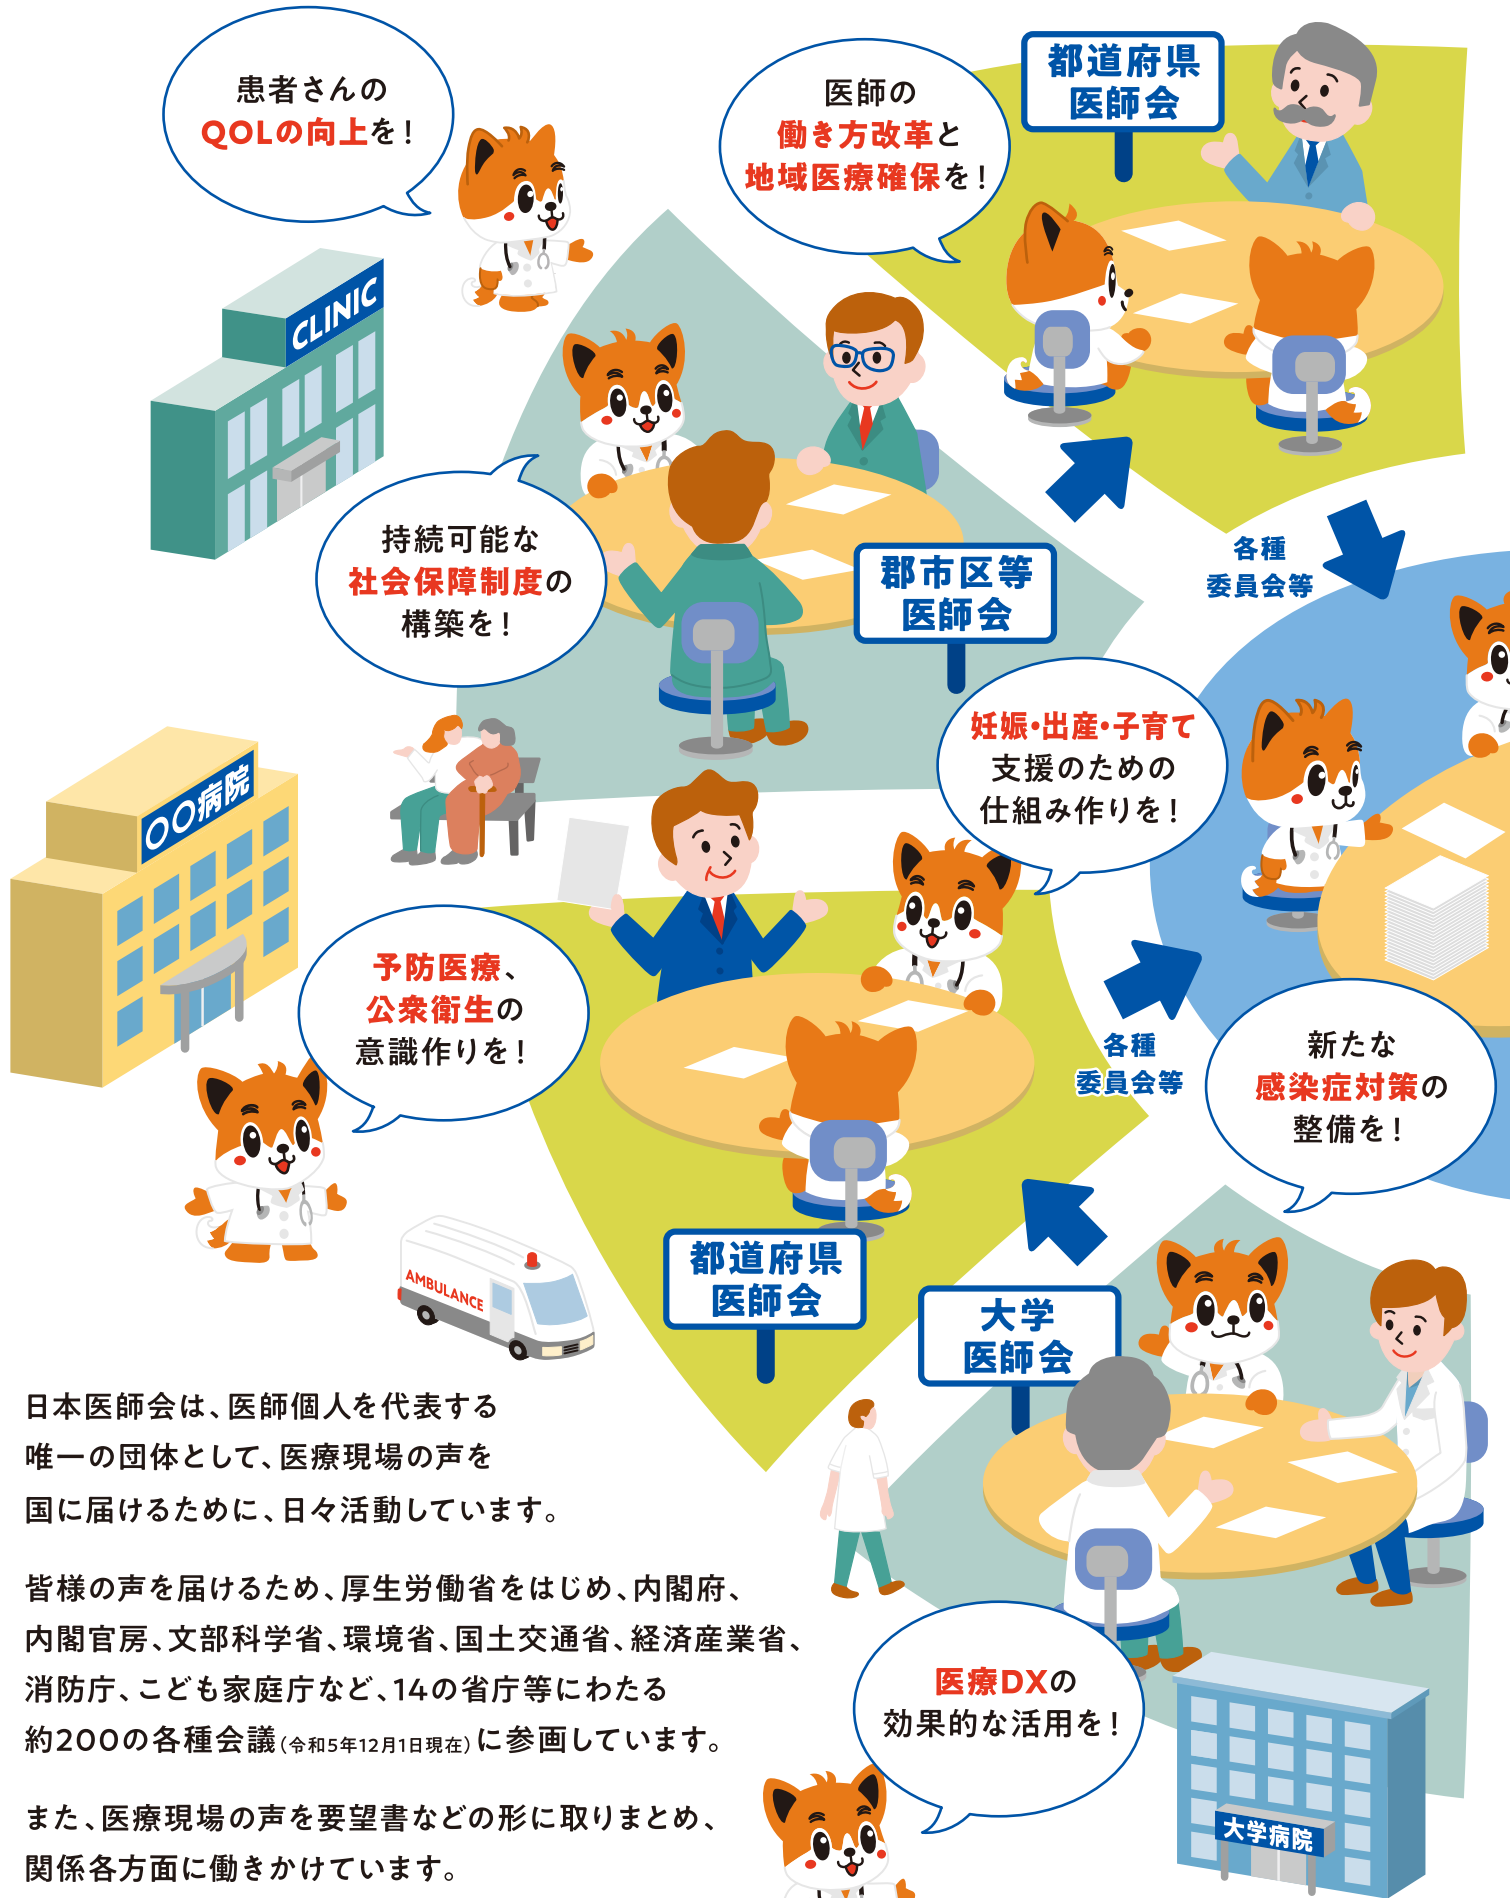 患者さんの
QOLの向上を!
医師の
働き方改革と
地域医療確保を!
都道府県
医師会
CLINIC
持続可能な
社会保障制度の
構築を!
郡市区等
医師会
各種
委員会等
妊娠・出産・子育て
支援のための
仕組み作りを!
〇〇病院
予防医療、
公衆衛生の
意識作りを!
各種
委員会等
新たな
感染症対策の
整備を!
AMBULANCE
都道府県
医師会
大学
医師会
日本医師会は、医師個人を代表する
唯一の団体として、医療現場の声を
国に届けるために、日々活動しています。
皆様の声を届けるため、厚生労働省をはじめ、内閣府、
内閣官房、文部科学省、環境省、国土交通省、経済産業省、
消防庁、こども家庭庁など、14の省庁等にわたる
約200の各種会議(令和5年12月1日現在)に参画しています。
また、医療現場の声を要望書などの形に取りまとめ、
関係各方面に働きかけています。
医療DXの
効果的な活用を!
大学病院